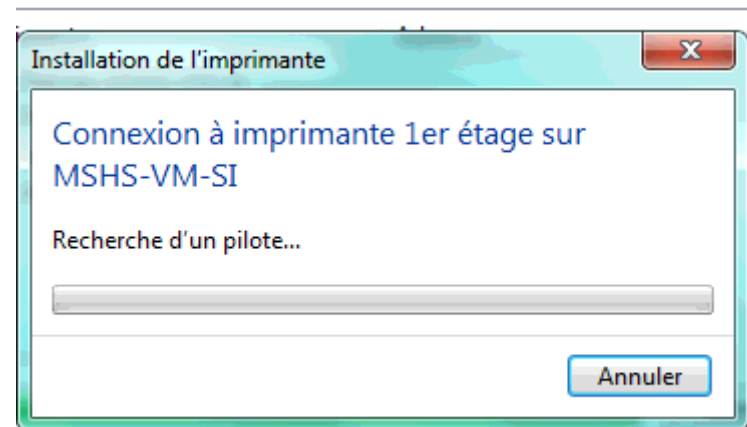 Installation de l'imprimante
Connexion à imprimante 1er étage sur
MSHS-VM-SI
Recherche d'un pilote...
Annuler